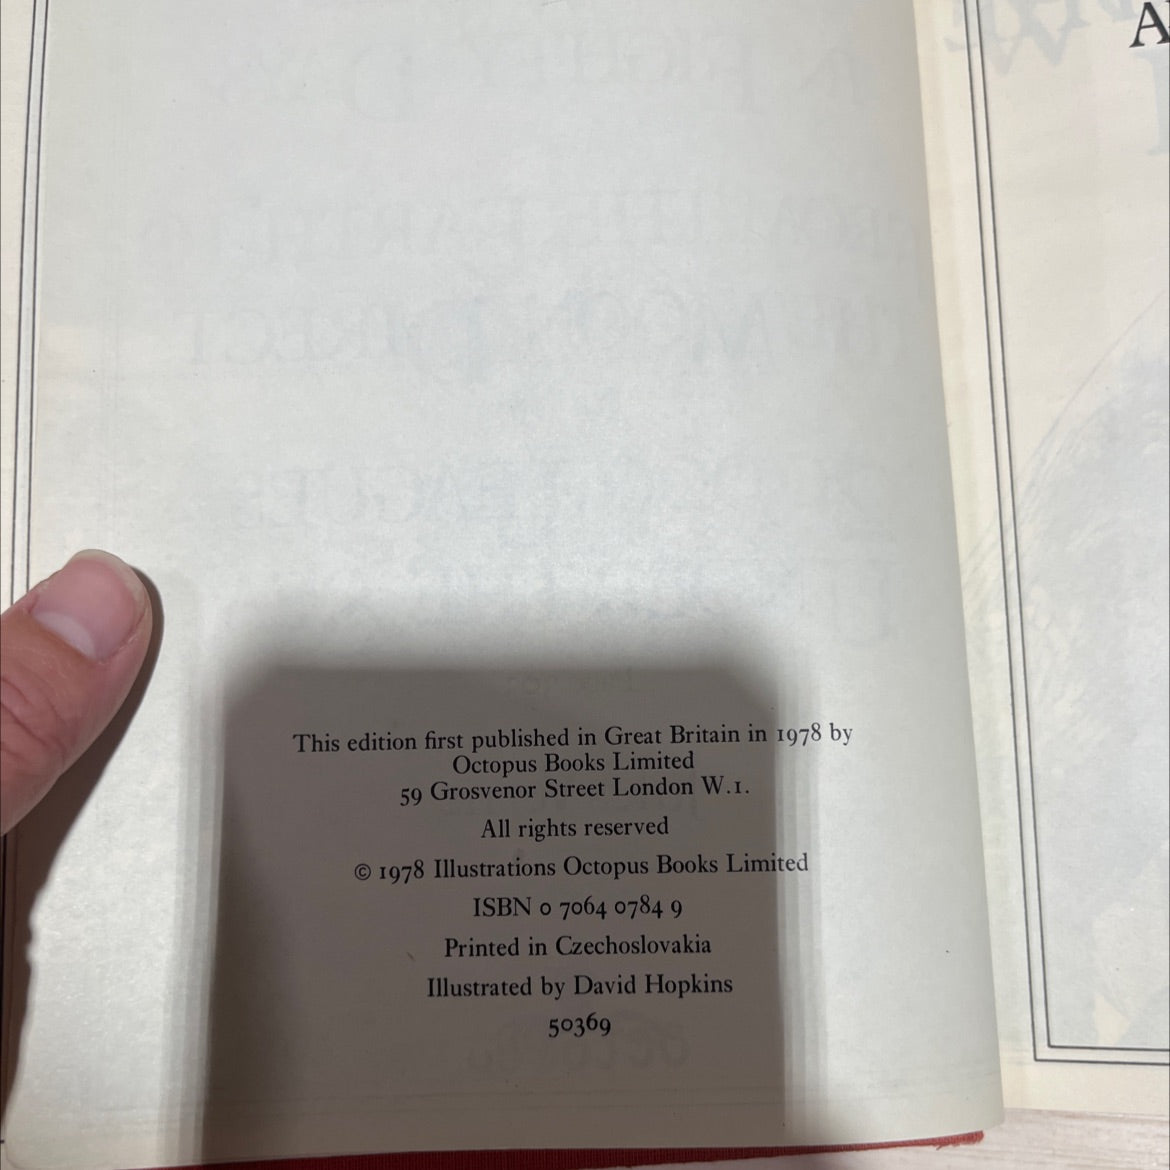 A
This edition first published in Great Britain in 1978 by
Octopus Books Limited
59 Grosvenor Street London W.1.
All rights reserved
© 1978 Illustrations Octopus Books Limited
ISBN 0 7064 0784 9
Printed in Czechoslovakia
Illustrated by David Hopkins
50369